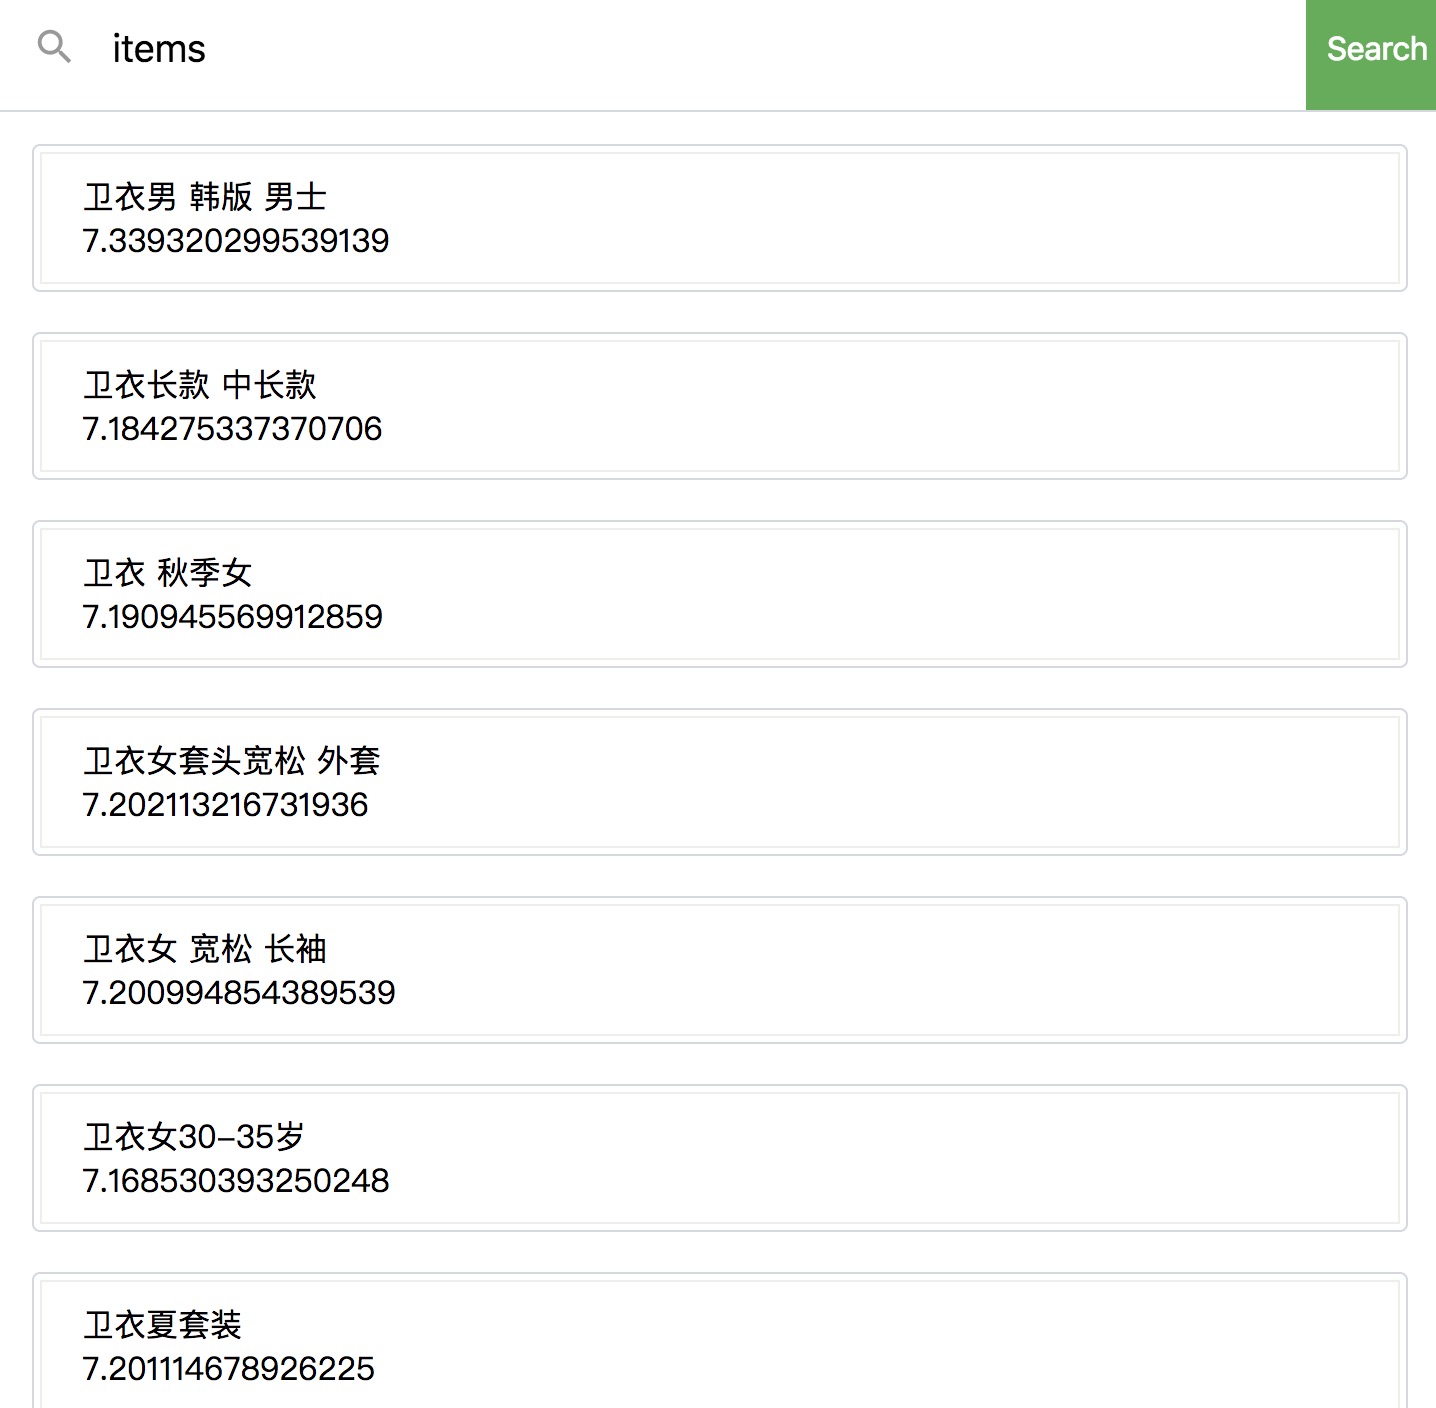 items
Search
卫衣男 韩版 男士
7.339320299539139
卫衣长款 中长款
7.184275337370706
卫衣 秋季女
7.190945569912859
卫衣女套头宽松 外套
7.202113216731936
卫衣女 宽松 长袖
7.200994854389539
卫衣女30-35岁
7.168530393250248
卫衣夏套装
7.201114678926225